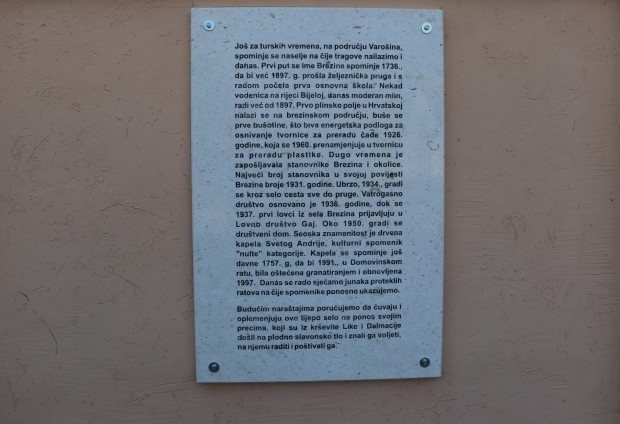 Još za turskih vremena, na području Varošina,
spominje se naselje na čije tragove nailazimo i
danas. Prvi put se ime Brezine spominje 1736.,
da bi već 1897. g. prošla željeznička pruga i s
radom počela prva osnovna škola. Nekad
vodenica na rijeci Bijeloj, danas moderan mlin,
radi već od 1897. Prvo plinsko polje u Hrvatskoj
nalazi se na brezinskom području, buše se
prve bušotine, što biva energetska podloga za
osnivanje tvornice za preradu čađe 1926.
godine, koja se 1960. prenamjenjuje u tvornicu
za preradu plastike. Dugo vremena je
zapošljavala stanovnike Brezina i okolice.
Najveći broj stanovnika u svojoj povijesti
Brezine broje 1931. godine. Ubrzo, 1934., gradi
se kroz selo cesta sve do pruge. Vatrogasno
društvo osnovano je 1936. godine, dok se
1937. prvi lovci iz sela Brezina prijavljuju u
Lovno društvo Gaj. Oko 1950. gradi se
društveni dom. Seoska znamenitost je drvena
kapela Svetog Andrije, kulturni spomenik
"nulte" kategorije. Kapela se spominje još
davne 1757. g, da bi 1991., u Domovinskom
ratu, bila oštećena granatiranjem i obnovljena
1997. Danas se rado sjećamo junaka proteklih
ratova na čije spomenike ponosno ukazujemo.
Budućim naraštajima poručujemo da čuvaju i
oplemenjuju ovo lijepo selo na ponos svojim
precima, koji su iz krševite Like i Dalmacije
došli na plodno slavonsko tlo i znali ga voljeti,
na njemu raditi i poštivali ga."